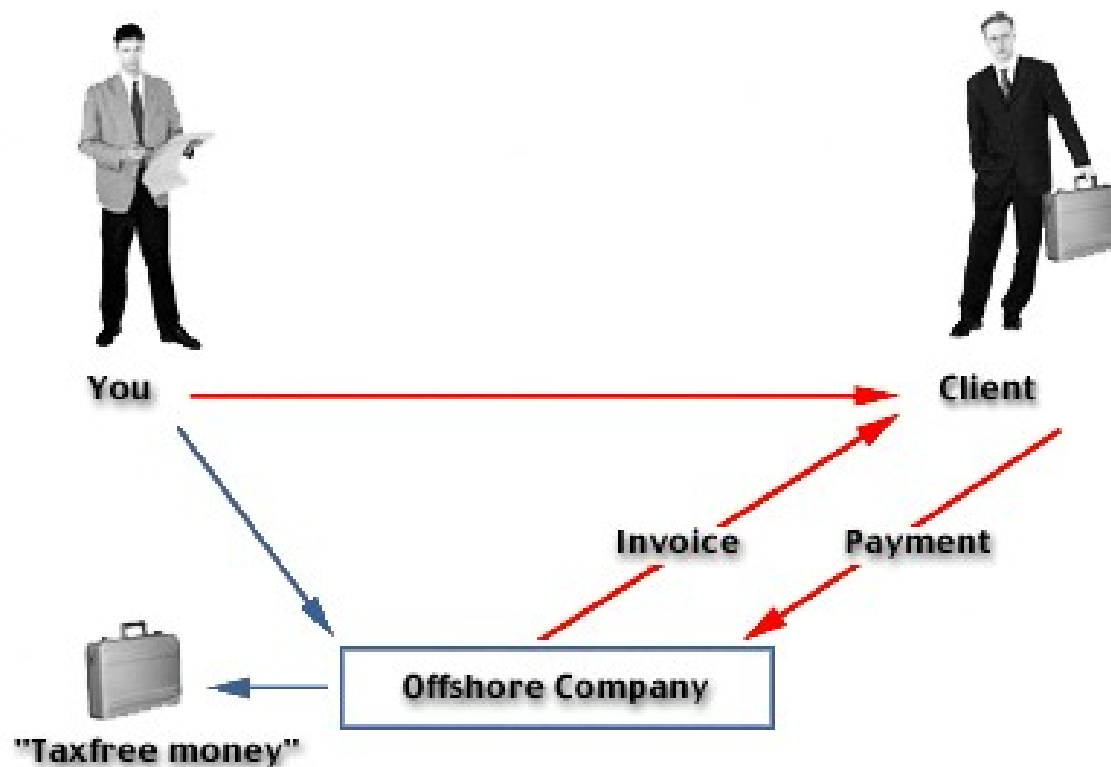 You
Client
Invoice
Payment
Offshore Company
"Taxfree money"